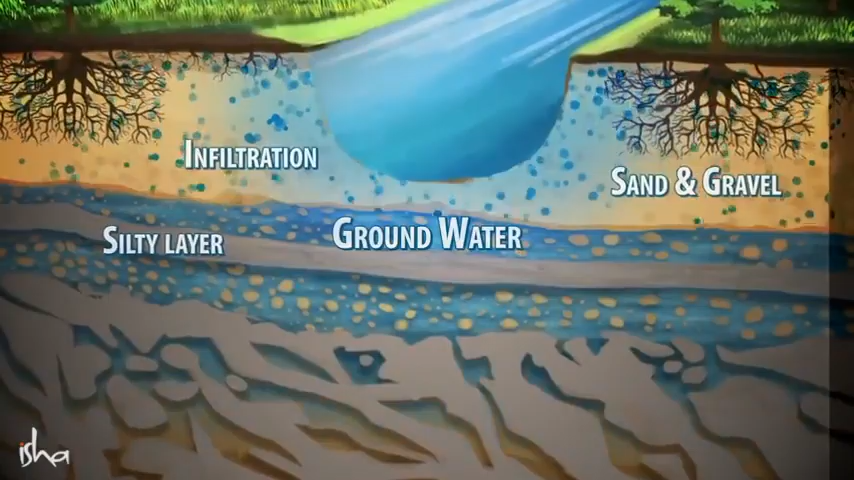 INFILTRATION
SAND & GRAVEL
SILTY LAYER
GROUND WATER
isha